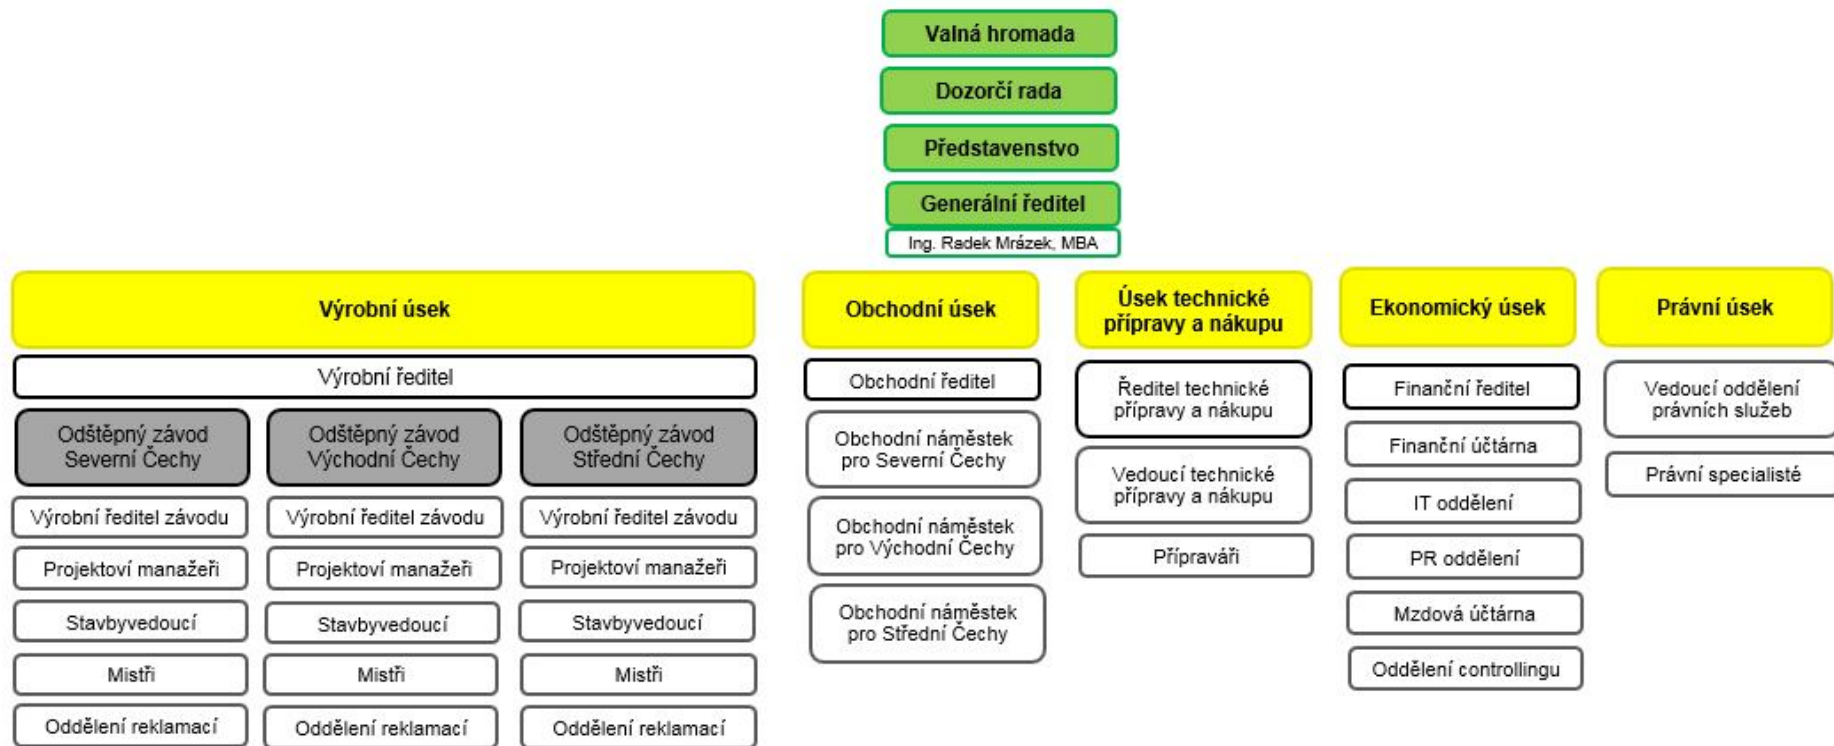 Valná hromada
Dozorčí rada
Představenstvo
Generální ředitel
Ing. Radek Mrázek, MBA
Výrobní úsek
Výrobní ředitel
Odštěpný závod
Severní Čechy
Výrobní ředitel závodu
Projektoví manažeři
Stavbyvedoucí
Mistři
Oddělení reklamací
Odštěpný závod
Východní Čechy
Výrobní ředitel závodu
Projektoví manažeři
Stavbyvedoucí
Mistři
Oddělení reklamací
Odštěpný závod
Střední Čechy
Výrobní ředitel závodu
Projektoví manažeři
Stavbyvedoucí
Mistři
Oddělení reklamací
Obchodní úsek
Obchodní ředitel
Obchodní náměstek
pro Severní Čechy
Obchodní náměstek
pro Východní Čechy
Obchodní náměstek
pro Střední Čechy
Úsek technické
přípravy a nákupu
Ředitel technické
přípravy a nákupu
Vedoucí technické
přípravy a nákupu
Přípraváři
Ekonomický úsek
Finanční ředitel
Finanční účtárna
IT oddělení
PR oddělení
Mzdová účtárna
Oddělení controllingu
Právní úsek
Vedoucí oddělení
právních služeb
Právní specialisté